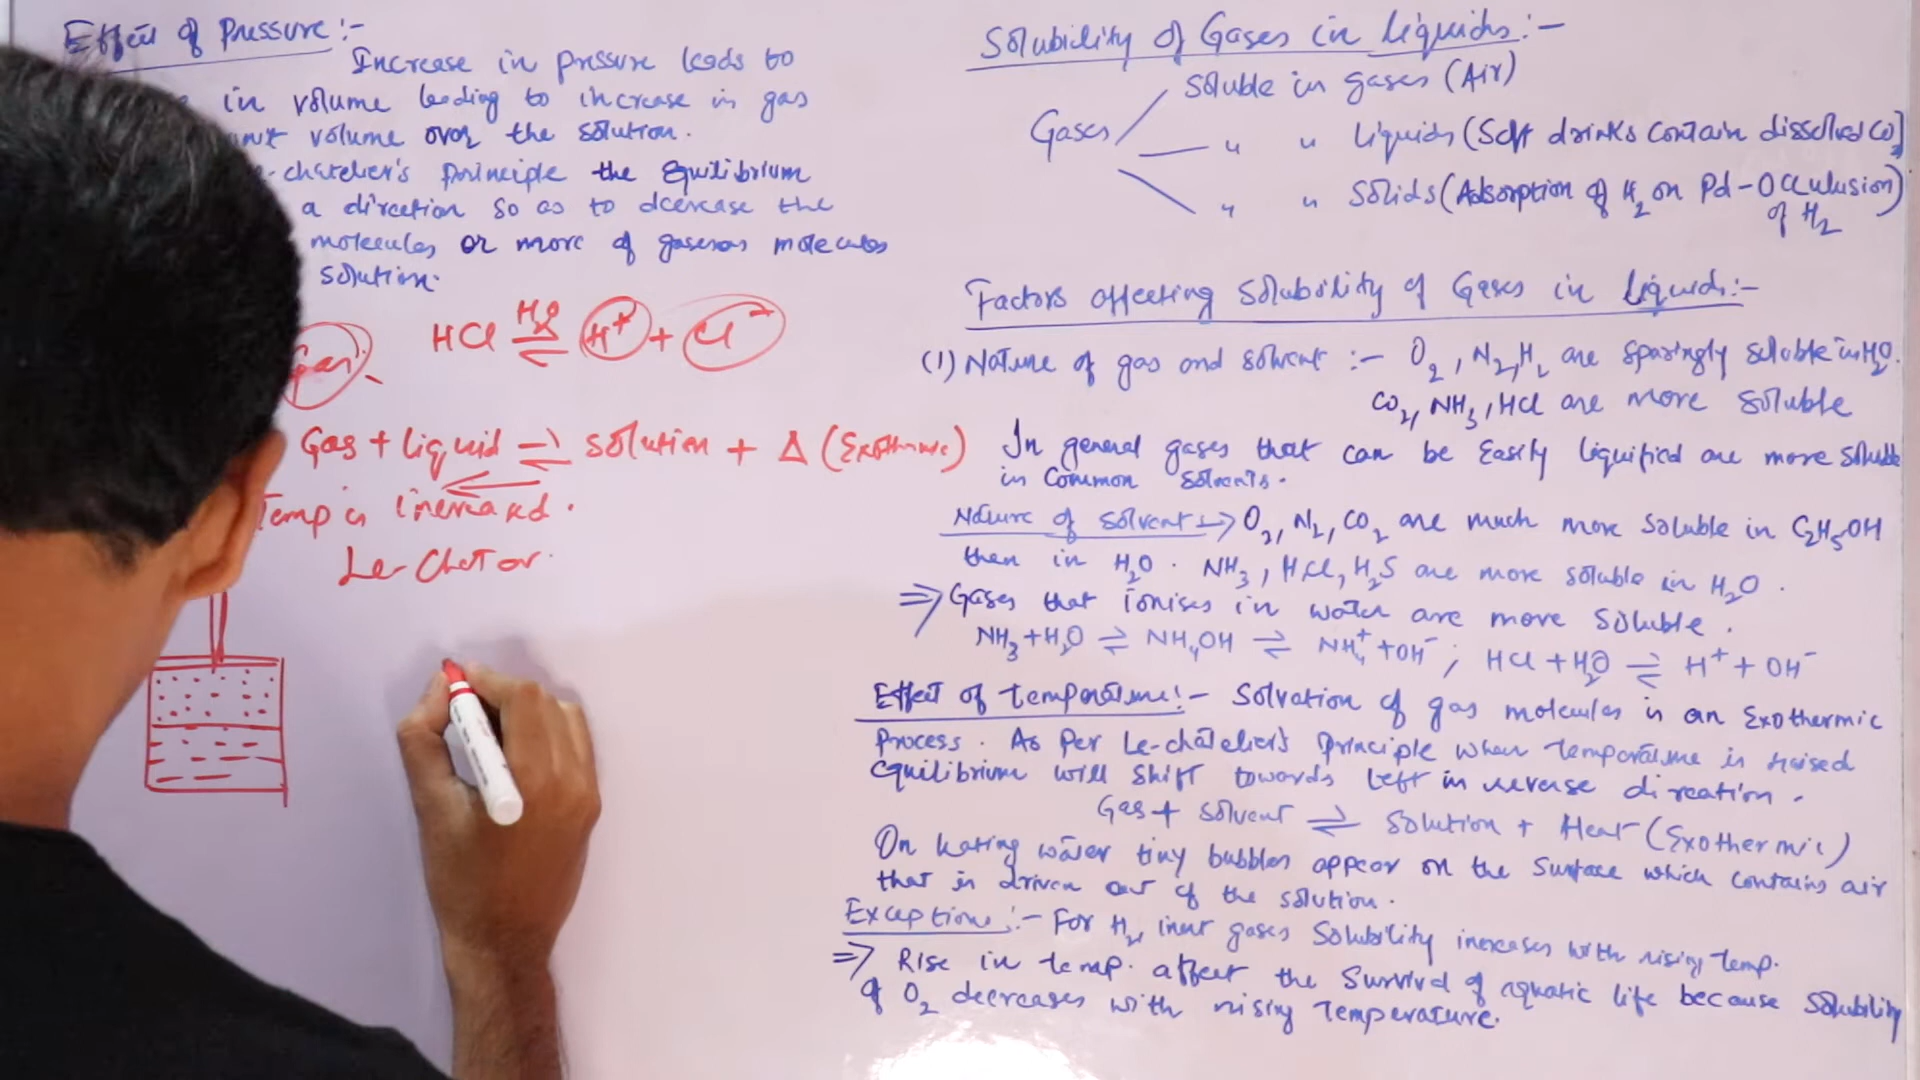 Effect of Pressure:-
Increase in pressure leads to
in volume leading to increase in gas
unit volume over the solution.
-chatelier's principle the equilibrium
a direction so as to decrease the
molecules or more of gaseous molecules
solution.
HCl ⇌ H+ + Cl-
H2O
Gas + liquid ⇌ solution + Δ (Exothermic)
Temp is increased.
Le-Chater
Solubility of Gases in Liquids:-
Soluble in gases (Air)
Gases
" " Liquids (Soft drinks contain dissolved CO2)
" " Solids (Adsorption of H2 on Pd-Occulusion
of H2)
Factors affecting Solubility of Gases in liquids:-
(1) Nature of gas and solvent :- O2, N2, H2 are sparingly soluble in H2O.
CO2, NH3, HCl are more soluble
In general gases that can be Easily liquified are more soluble
in Common Solvents.
Nature of solvent :-> O2, N2, CO2 are much more soluble in C2H5OH
then in H2O. NH3, HCl, H2S are more soluble in H2O.
=> Gases that ionises in water are more soluble.
NH3 + H2O ⇌ NH4OH ⇌ NH4+ + OH- ; HCl + H2O ⇌ H+ + OH-
Effect of temperature:- Solvation of gas molecules is an Exothermic
Process. As Per Le-chatelier's Principle when temperature is raised
Equilibrium will shift towards left in reverse direction.
Gas + solvent ⇌ solution + Heat (Exothermic)
On heating water tiny bubbles appear on the surface which contains air
that is driven out of the solution.
Exception:- For H2, inert gases Solubility increases with rising temp.
=> Rise in temp. affect the survival of aquatic life because solubility
of O2 decreases with rising temperature.